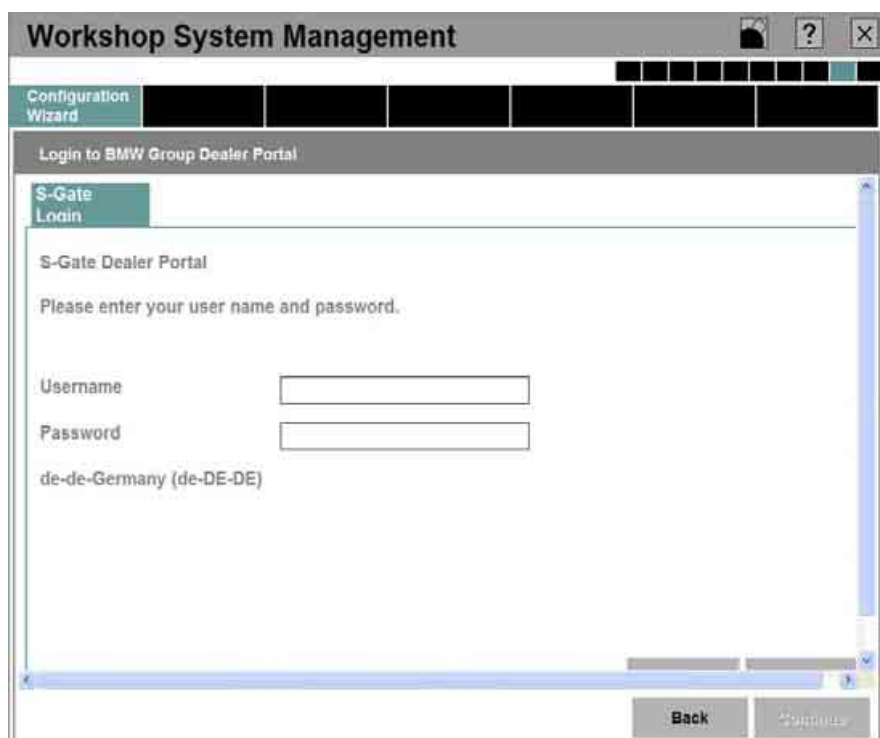 Workshop System Management
?
Configuration
Wizard
Login to BMW Group Dealer Portal
S-Gate
Login
S-Gate Dealer Portal
Please enter your user name and password.
Username
Password
de-de-Germany (de-DE-DE)
Back
Continue